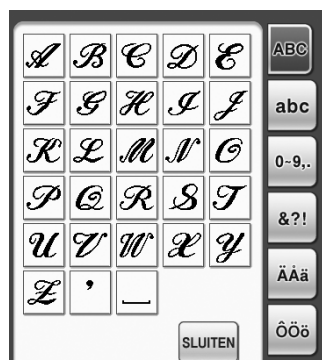 A B C D E
F G H I J
K L M N O
P Q R S T
U V W X Y
Z ' _
SLUITEN
ABC
abc
0~9,.
&?!
ÄÅä
ÔÖö